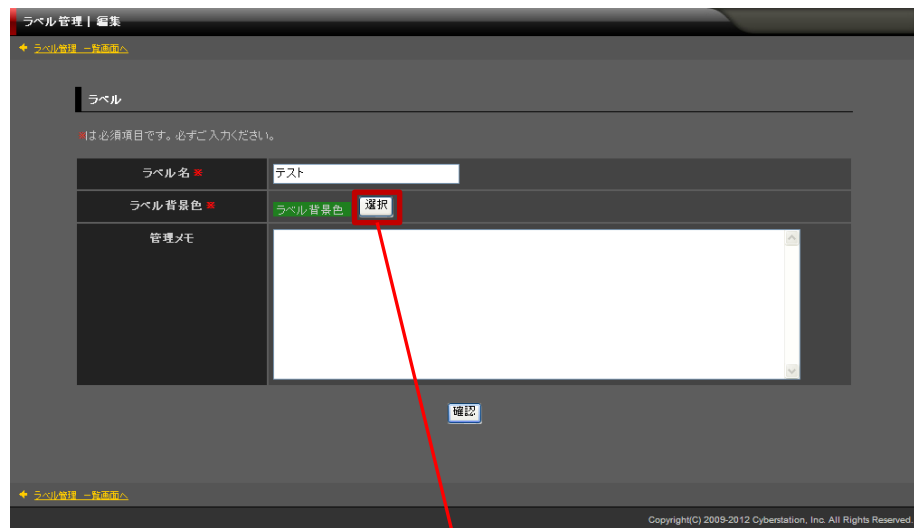 ラベル管理 | 編集
ラベル管理 一覧画面へ
ラベル
※は必須項目です。必ずご入力ください。
ラベル名 ※ テスト
ラベル背景色 ※ ラベル背景色 選択
管理メモ
確認
ラベル管理 一覧画面へ
Copyright(C) 2009-2012 Cyberstation, Inc. All Rights Reserved.